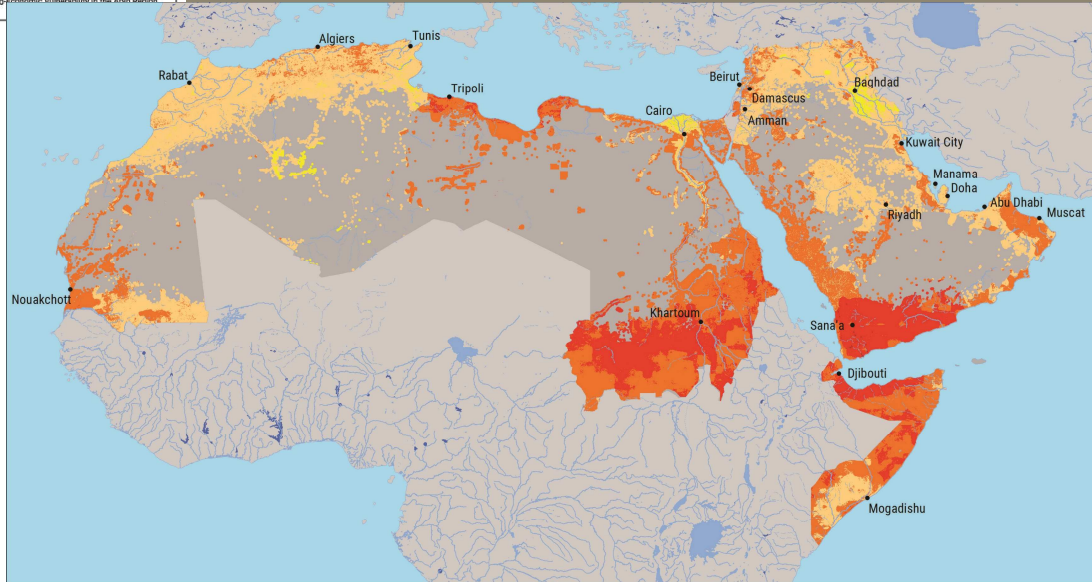 Algiers
Tunis
Rabat
Tripoli
Beirut
Baghdad
Damascus
Cairo
Amman
Kuwait City
Manama
Doha
Abu Dhabi
Riyadh
Muscat
Nouakchott
Khartoum
Sana'a
Djibouti
Mogadishu